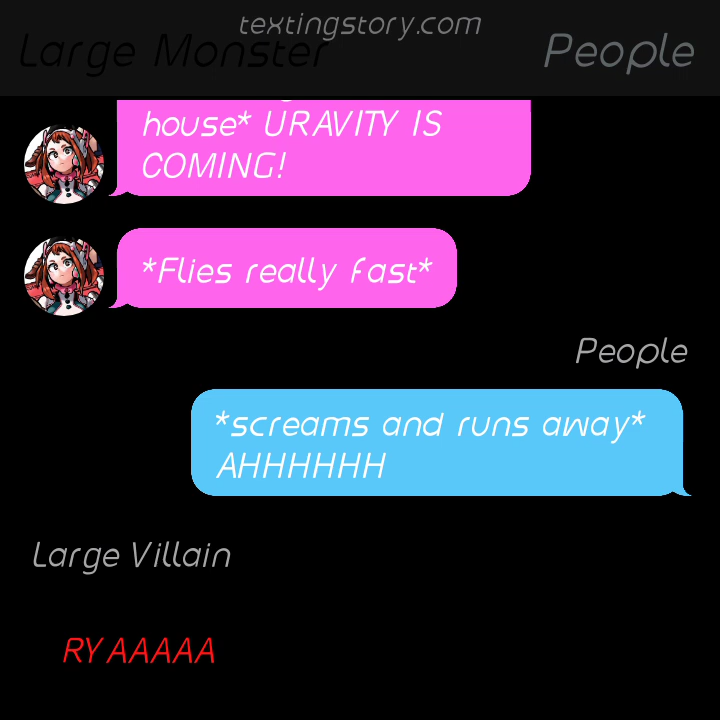 textingstory.com
Large Monster
People
house* URAVITY IS
COMING!
*Flies really fast*
People
*screams and runs away*
AHHHHHH
Large Villain
RYAAAAA